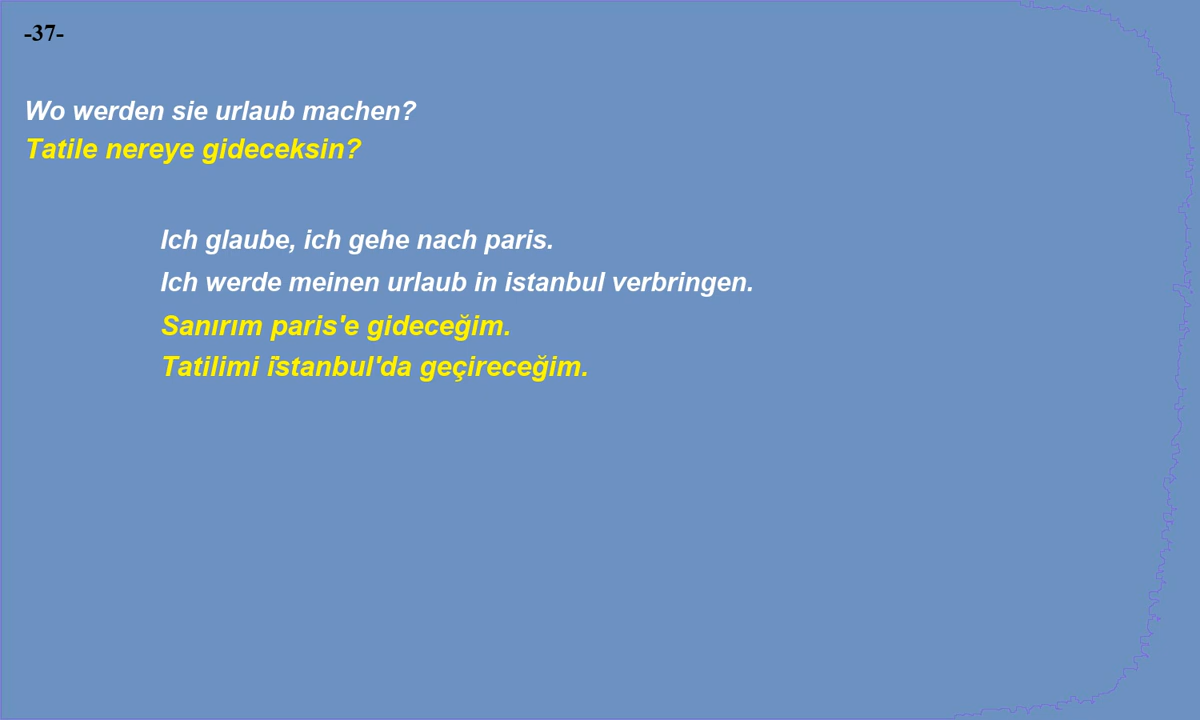 -37-
Wo werden sie urlaub machen?
Tatile nereye gideceksin?
Ich glaube, ich gehe nach paris.
Ich werde meinen urlaub in istanbul verbringen.
Sanırım paris'e gideceğim.
Tatilimi i̇stanbul'da geçireceğim.